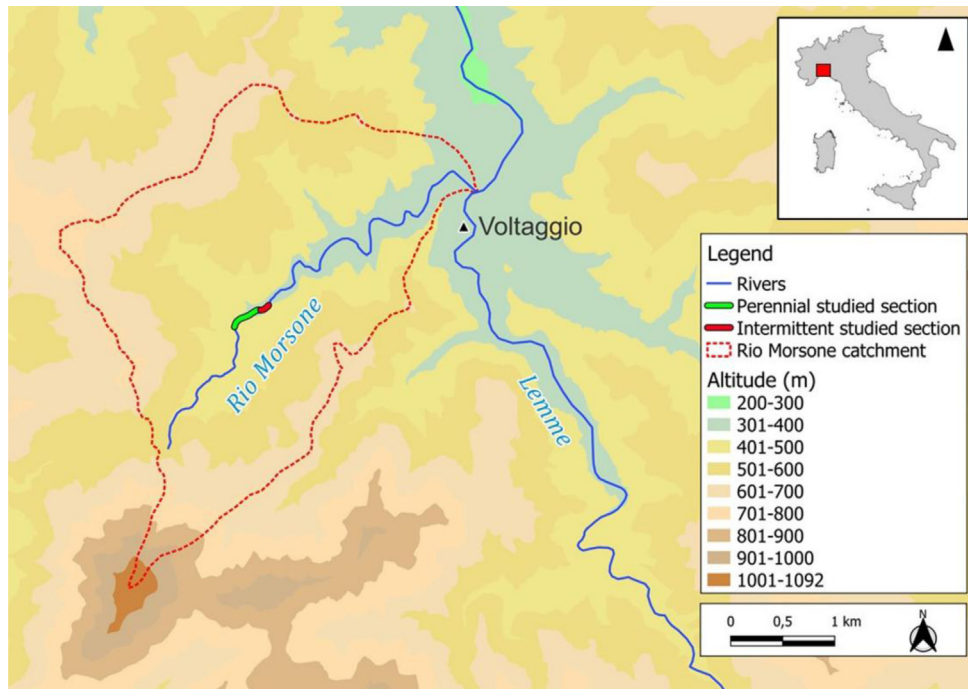 Voltaggio
Rio Morsone
Lemme
Legend
Rivers
Perennial studied section
Intermittent studied section
Rio Morsone catchment
Altitude (m)
200-300
301-400
401-500
501-600
601-700
701-800
801-900
901-1000
1001-1092
0 0,5 1 km
N